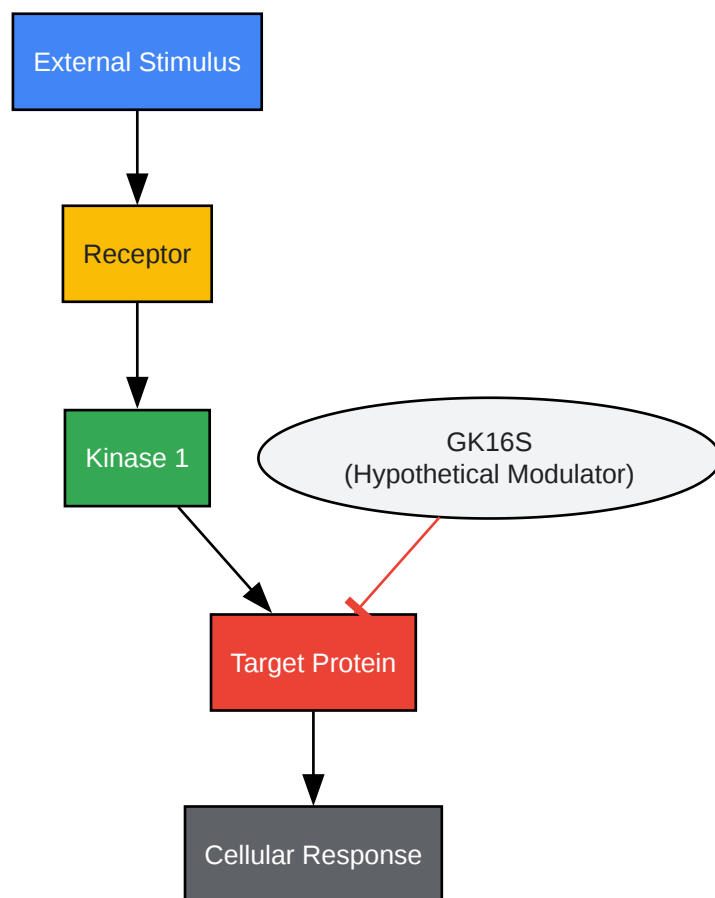 External Stimulus
Receptor
Kinase 1
GK16S
(Hypothetical Modulator)
Target Protein
Cellular Response